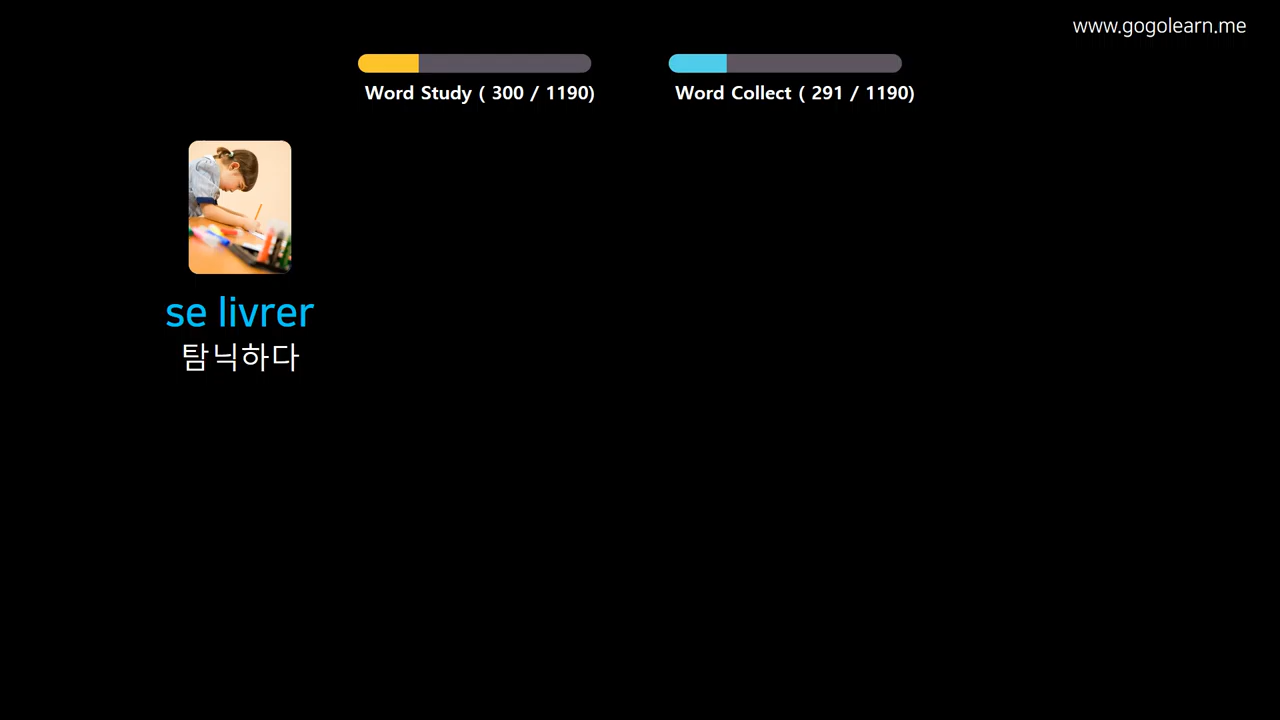 www.gogolearn.me
Word Study ( 300 / 1190)
Word Collect ( 291 / 1190)
se livrer
탐닉하다